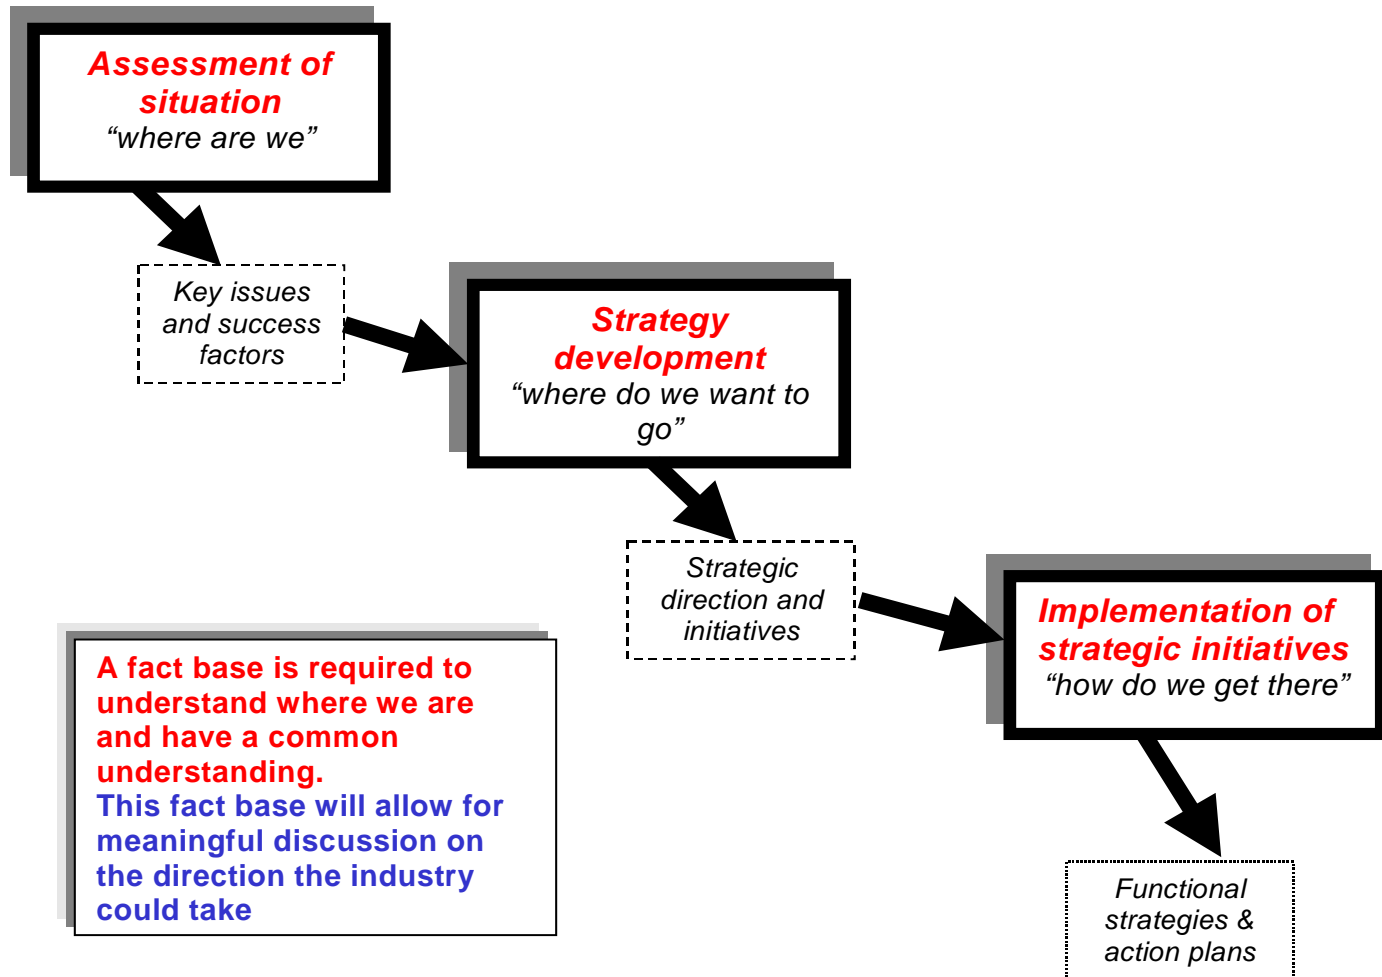 Assessment of
situation
“where are we”
Key issues
and success
factors
Strategy
development
“where do we want to
go”
Strategic
direction and
initiatives
Implementation of
strategic initiatives
“how do we get there”
A fact base is required to
understand where we are
and have a common
understanding.
This fact base will allow for
meaningful discussion on
the direction the industry
could take
Functional
strategies &
action plans